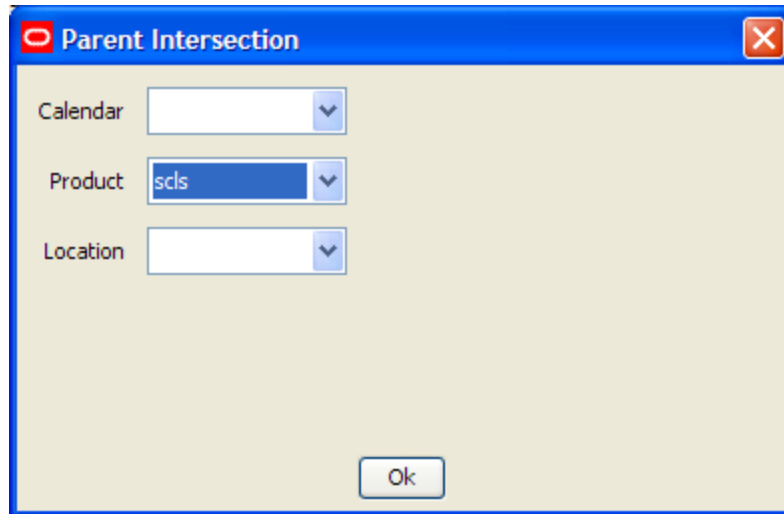 Parent Intersection
Calendar
Product scls
Location
Ok